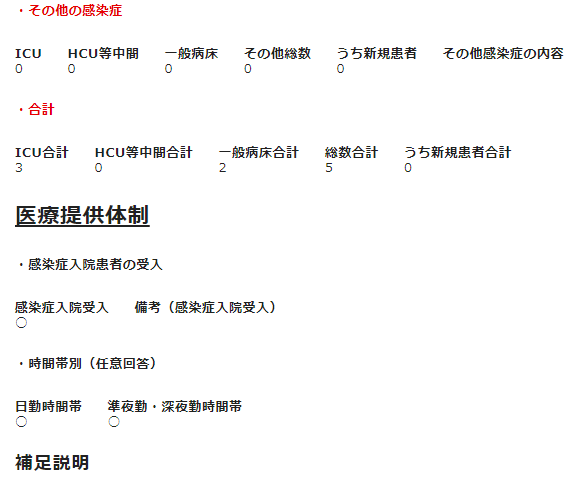 ・その他の感染症
ICU HCU等中間 一般病床 その他総数 うち新規患者 その他感染症の内容
0 0 0 0 0
・合計
ICU合計 HCU等中間合計 一般病床合計 総数合計 うち新規患者合計
3 0 2 5 0
医療提供体制
・感染症入院患者の受入
感染症入院受入 備考（感染症入院受入）
○
・時間帯別（任意回答）
日勤時間帯 準夜勤・深夜勤時間帯
○ ○
補足説明